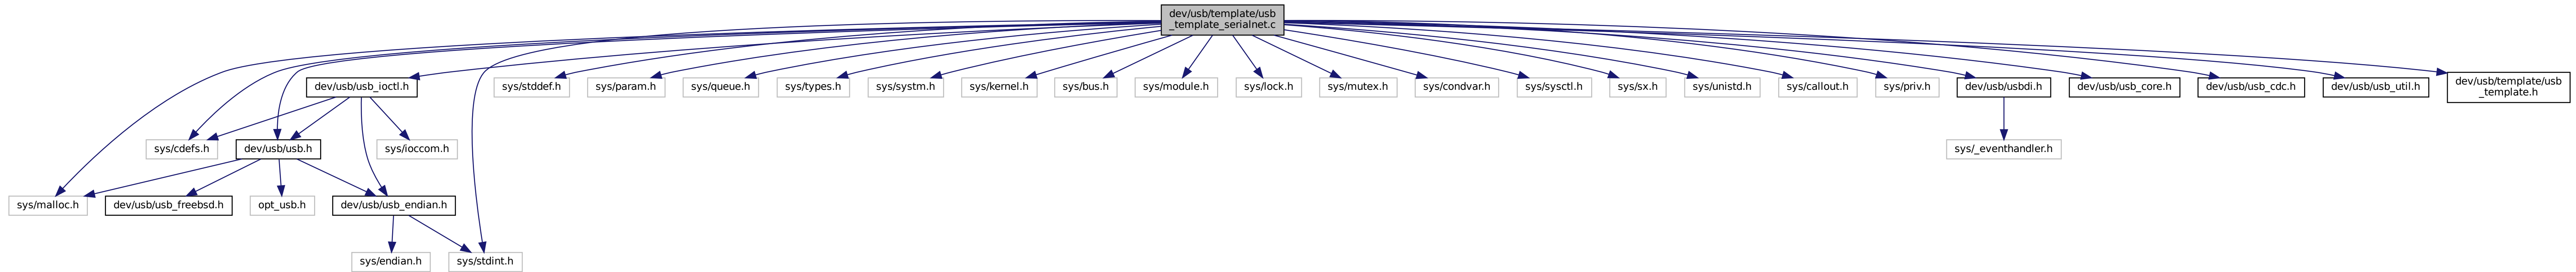 dev/usb/template/usb
_template_serialnet.c
dev/usb/usb_ioctl.h
sys/stddef.h
sys/param.h
sys/queue.h
sys/types.h
sys/systm.h
sys/kernel.h
sys/bus.h
sys/module.h
sys/lock.h
sys/mutex.h
sys/condvar.h
sys/sysctl.h
sys/sx.h
sys/unistd.h
sys/callout.h
sys/priv.h
dev/usb/usbdi.h
dev/usb/usb_core.h
dev/usb/usb_cdc.h
dev/usb/usb_util.h
dev/usb/template/usb
_template.h
sys/cdefs.h
dev/usb/usb.h
sys/ioccom.h
sys/_eventhandler.h
sys/malloc.h
dev/usb/usb_freebsd.h
opt_usb.h
dev/usb/usb_endian.h
sys/endian.h
sys/stdint.h